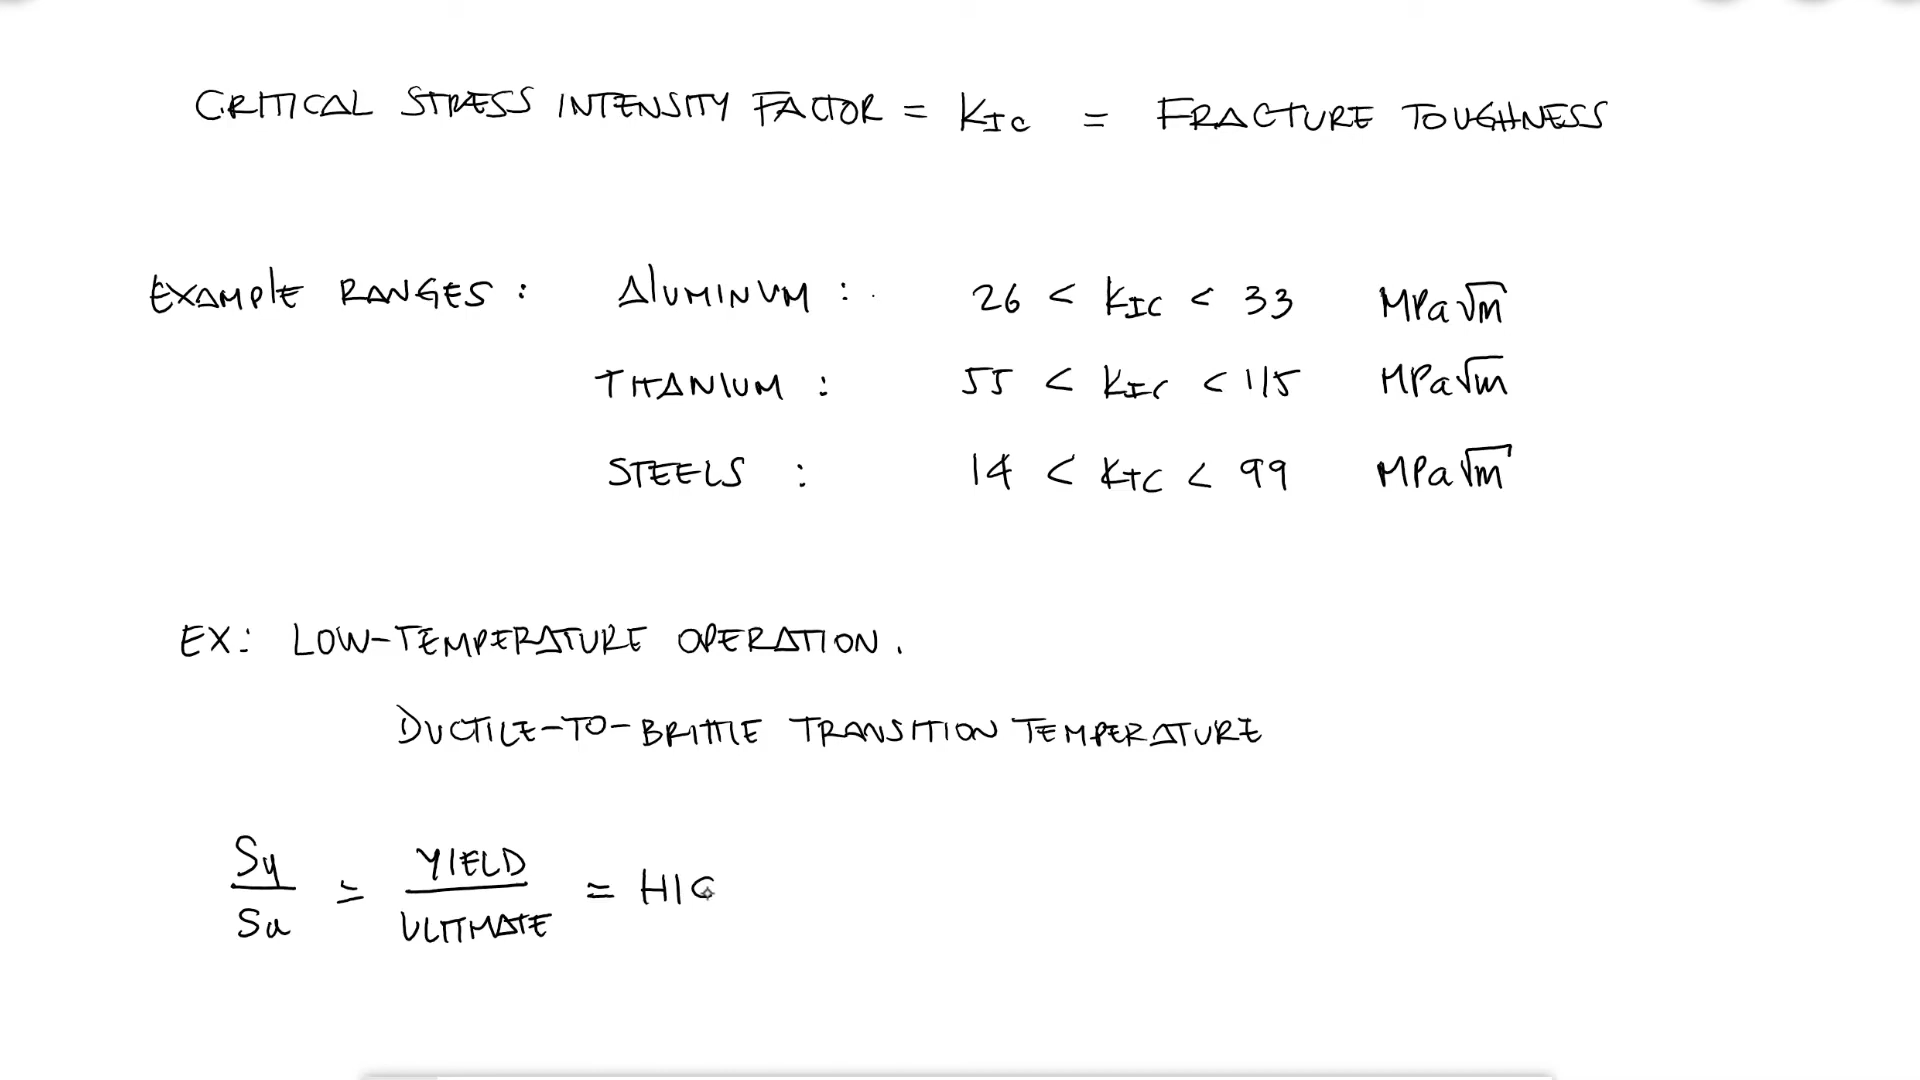 CRITICAL STRESS INTENSITY FACTOR = KIC = FRACTURE TOUGHNESS
EXAMPLE RANGES : ALUMINUM : 26 < KIC < 33 MPa√m
TITANIUM : 55 < KIC < 115 MPa√m
STEELS : 14 < KIC < 99 MPa√m
EX: LOW-TEMPERATURE OPERATION.
DUCTILE-TO-BRITTLE TRANSITION TEMPERATURE
Sy/Su = YIELD/ULTIMATE = HIG